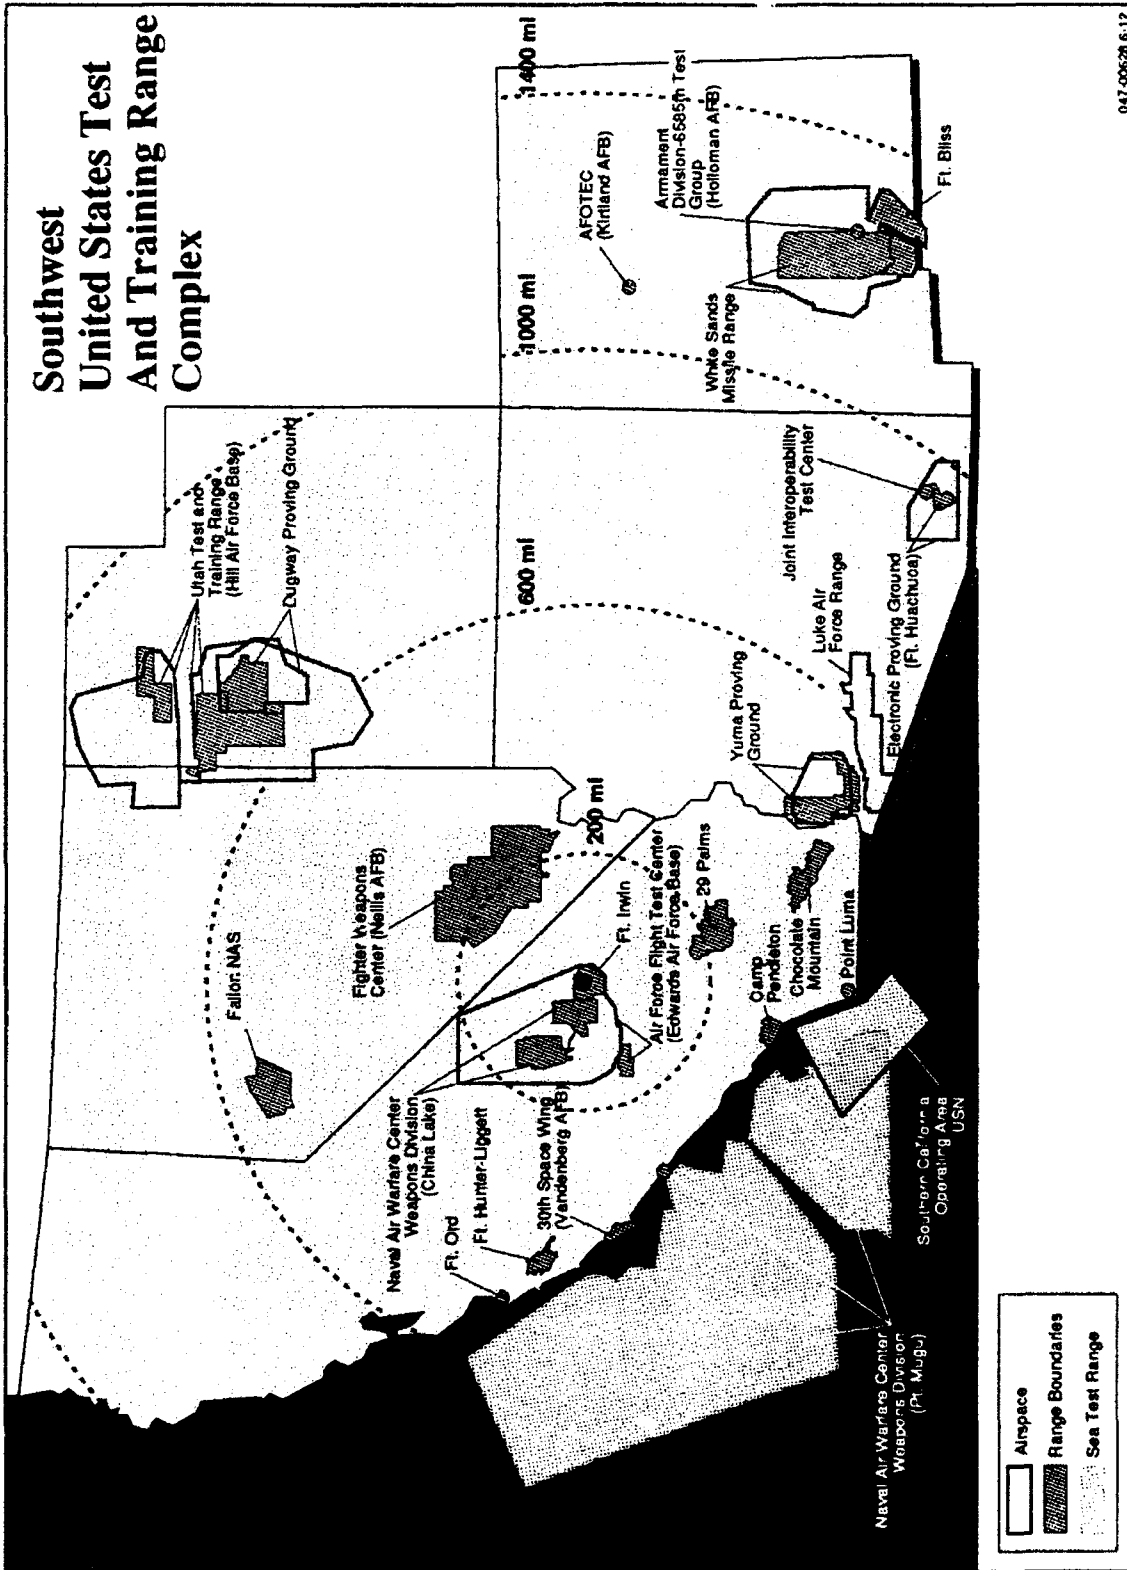 Southwest
United States Test
And Training Range
Complex
Utah Test and
Training Range
(Hill Air Force Base)
Dugway Proving Ground
Fallon NAS
Fighter Weapons
Center (Nellis AFB)
Naval Air Warfare Center
Weapons Division
(China Lake)
Ft. Ord
Ft. Hunter-Liggett
30th Space Wing
(Vandenberg AFB)
Ft. Irwin
Air Force Flight Test Center
(Edwards Air Force Base)
29 Palms
200 mi
600 mi
1000 mi
1400 mi
AFOTEC
(Kirtland AFB)
Armament
Division-6585th Test
Group
(Holloman AFB)
White Sands
Missile Range
Ft. Bliss
Joint Interoperability
Test Center
Luke Air
Force Range
Electronic Proving Ground
(Ft. Huachuca)
Yuma Proving
Ground
Camp
Pendleton
Chocolate
Mountain
Point Luma
Southern California
Operating Area
USN
Naval Air Warfare Center
Weapons Division
(Pt. Mugu)
Airspace
Range Boundaries
Sea Test Range
047-00628 6-12